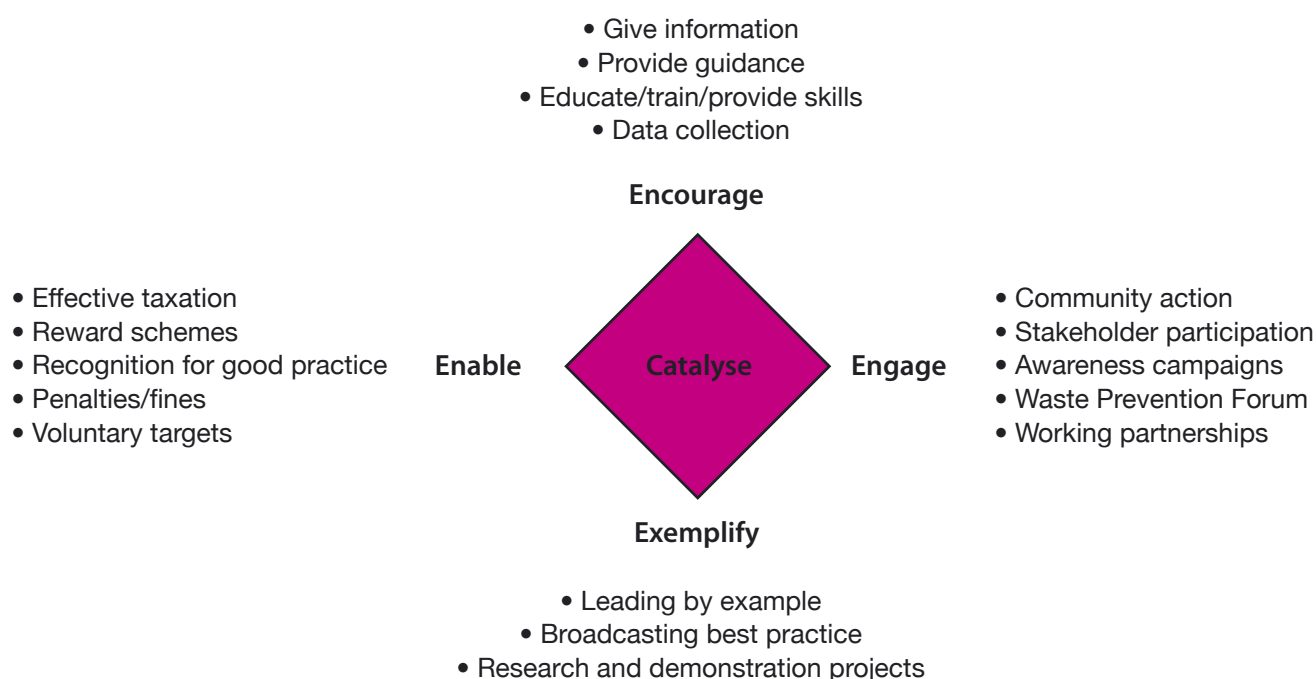 • Give information
• Provide guidance
• Educate/train/provide skills
• Data collection
Encourage
• Effective taxation
• Reward schemes
• Recognition for good practice
• Penalties/fines
• Voluntary targets
Enable
Catalyse
Engage
• Community action
• Stakeholder participation
• Awareness campaigns
• Waste Prevention Forum
• Working partnerships
Exemplify
• Leading by example
• Broadcasting best practice
• Research and demonstration projects